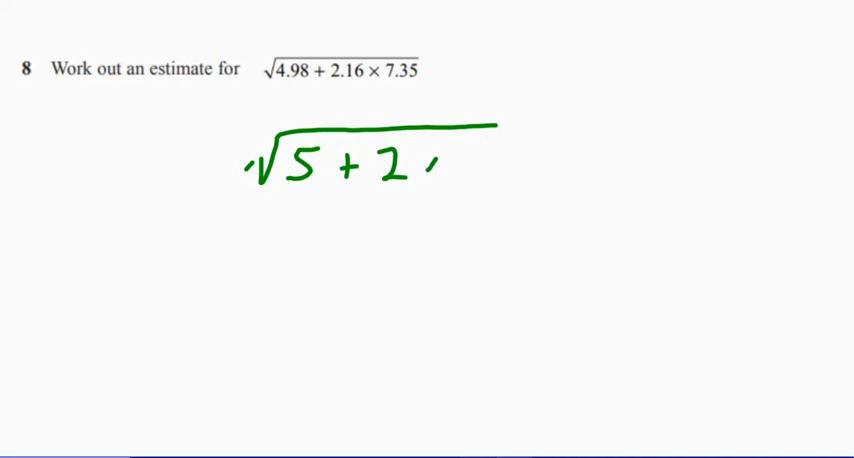 8 Work out an estimate for √4.98 + 2.16 × 7.35
√5 + 2